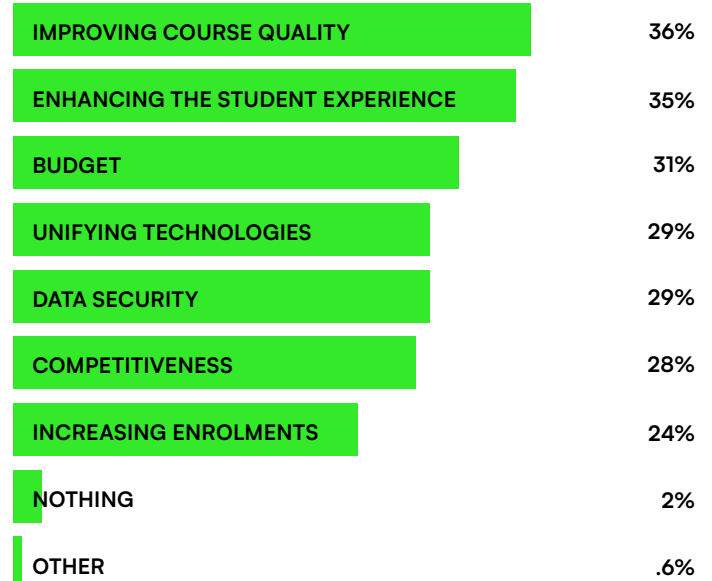 IMPROVING COURSE QUALITY 36%
ENHANCING THE STUDENT EXPERIENCE 35%
BUDGET 31%
UNIFYING TECHNOLOGIES 29%
DATA SECURITY 29%
COMPETITIVENESS 28%
INCREASING ENROLMENTS 24%
NOTHING 2%
OTHER .6%